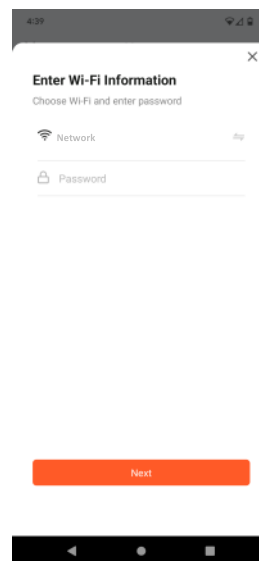 4:39
Enter Wi-Fi Information
Choose Wi-Fi and enter password
Network
Password
Next